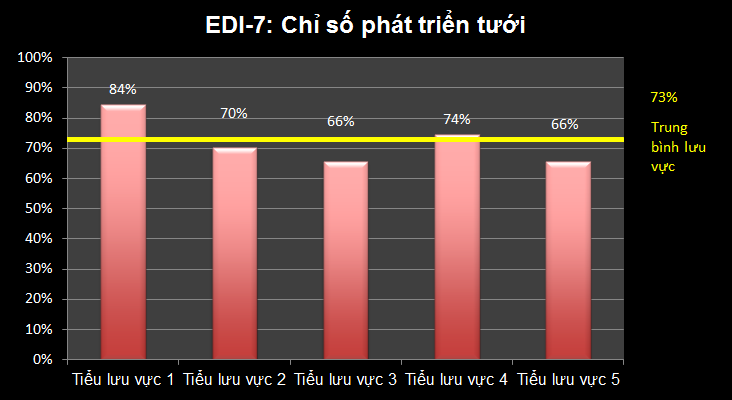 EDI-7: Chỉ số phát triển tưới
100%
90%
80%
70%
60%
50%
40%
30%
20%
10%
0%
84%
70%
66%
74%
66%
73%
Trung
bình lưu
vực
Tiểu lưu vực 1
Tiểu lưu vực 2
Tiểu lưu vực 3
Tiểu lưu vực 4
Tiểu lưu vực 5